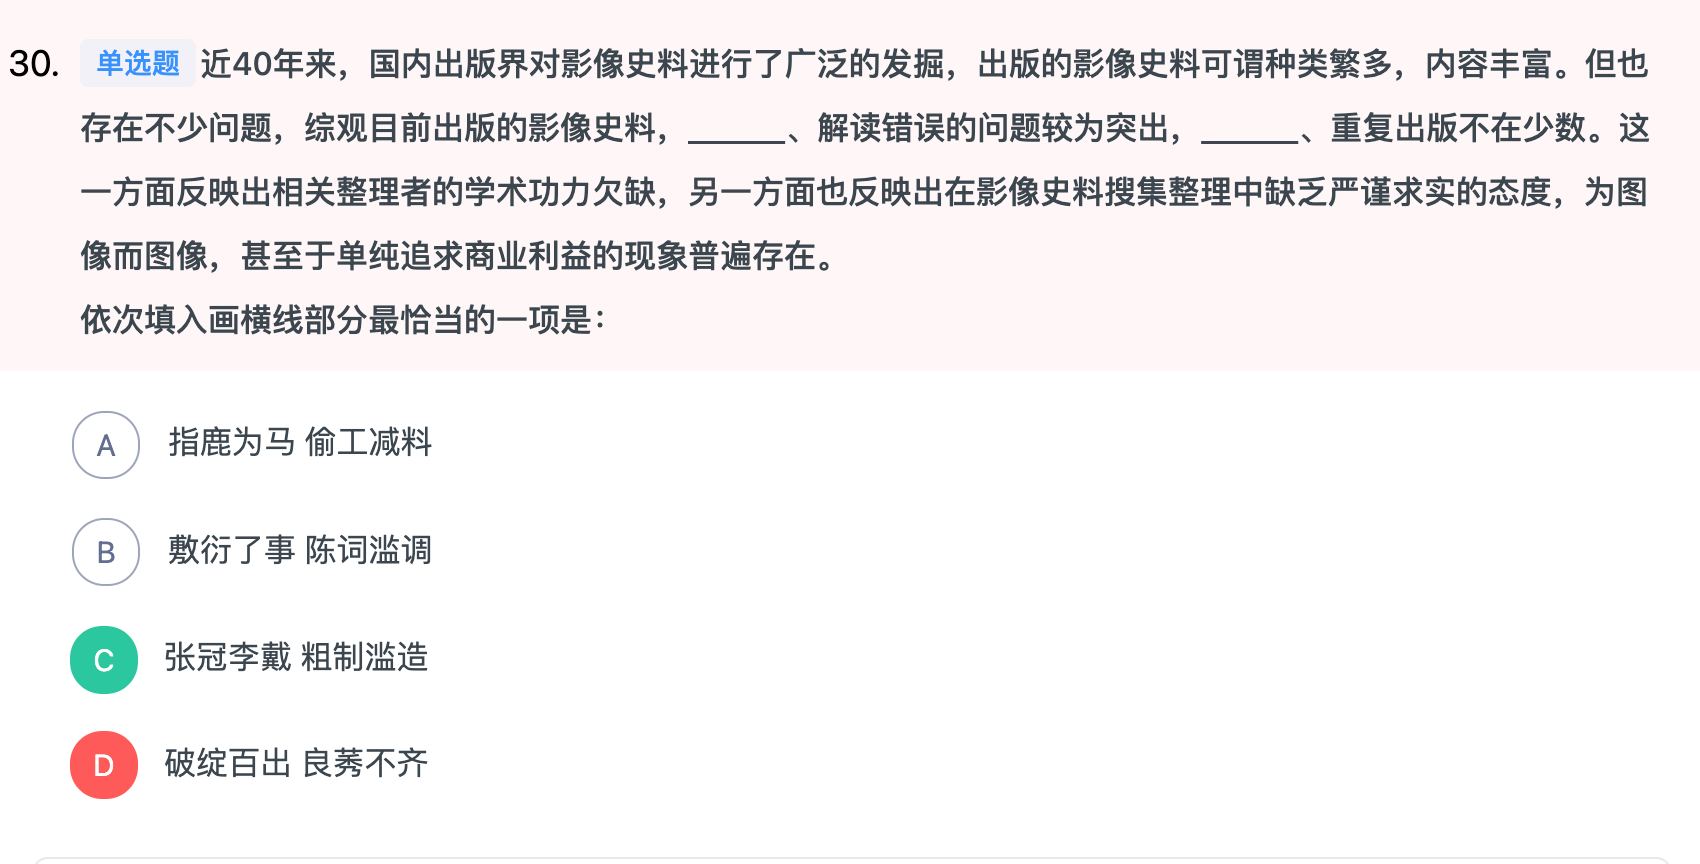 30. 单选题 近40年来，国内出版界对影像史料进行了广泛的发掘，出版的影像史料可谓种类繁多，内容丰富。但也
存在不少问题，综观目前出版的影像史料，______、解读错误的问题较为突出，______、重复出版不在少数。这
一方面反映出相关整理者的学术功力欠缺，另一方面也反映出在影像史料搜集整理中缺乏严谨求实的态度，为图
像而图像，甚至于单纯追求商业利益的现象普遍存在。
依次填入画横线部分最恰当的一项是：
A 指鹿为马 偷工减料
B 敷衍了事 陈词滥调
C 张冠李戴 粗制滥造
D 破绽百出 良莠不齐